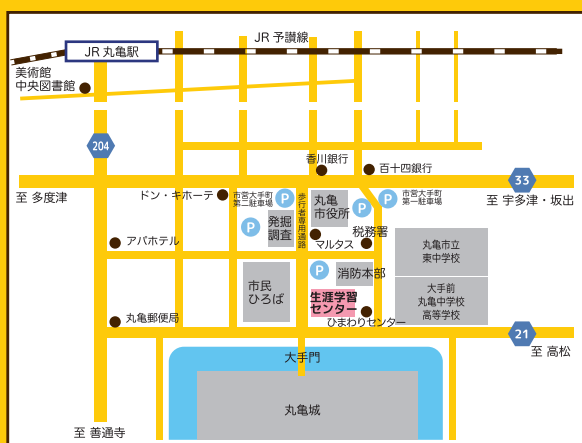 JR 予讃線
JR 丸亀駅
美術館
中央図書館
204
香川銀行
百十四銀行
33
至 多度津
ドン・キホーテ
市営大手町
第二駐車場
P
歩行者専用通路
丸亀
市役所
P
P
市営大手町
第一駐車場
至 宇多津・坂出
P
発掘
調査
アパホテル
マルタス
税務署
丸亀市立
東中学校
P
消防本部
市民
ひろば
生涯学習
センター
大手前
丸亀中学校
高等学校
丸亀郵便局
ひまわりセンター
21
至 高松
大手門
丸亀城
至 善通寺